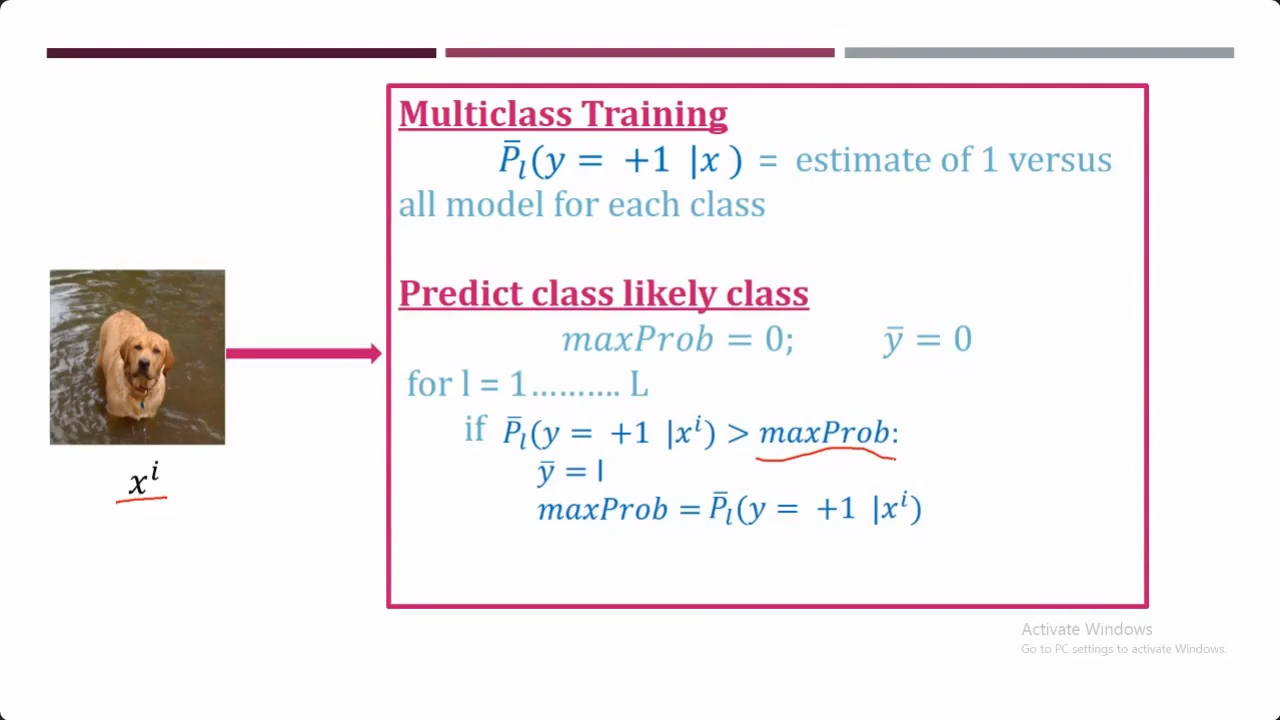 Multiclass Training
P̄ₗ(y = +1 |x ) = estimate of 1 versus
all model for each class
Predict class likely class
maxProb = 0; ȳ = 0
for l = 1………. L
if P̄ₗ(y = +1 |xⁱ) > maxProb:
ȳ = l
maxProb = P̄ₗ(y = +1 |xⁱ)
xⁱ
Activate Windows
Go to PC settings to activate Windows.